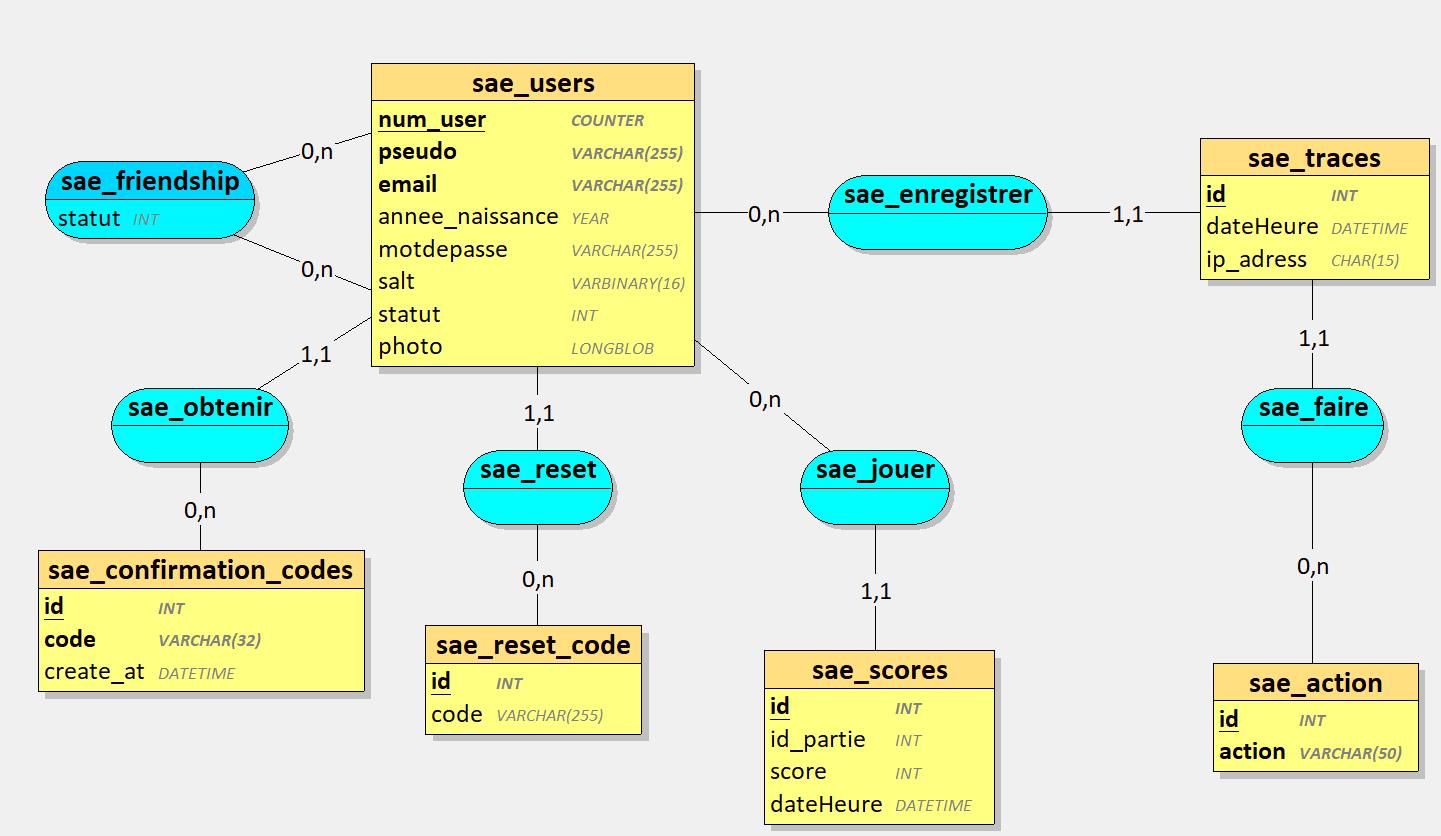 sae_users
num_user COUNTER
pseudo VARCHAR(255)
email VARCHAR(255)
annee_naissance YEAR
motdepasse VARCHAR(255)
salt VARBINARY(16)
statut INT
photo LONGBLOB
0,n
sae_friendship
statut INT
0,n
0,n
sae_enregistrer
1,1
sae_traces
id INT
dateHeure DATETIME
ip_adress CHAR(15)
1,1
sae_obtenir
0,n
sae_confirmation_codes
id INT
code VARCHAR(32)
create_at DATETIME
1,1
sae_reset
0,n
sae_reset_code
id INT
code VARCHAR(255)
0,n
sae_jouer
1,1
sae_scores
id INT
id_partie INT
score INT
dateHeure DATETIME
1,1
sae_faire
0,n
sae_action
id INT
action VARCHAR(50)